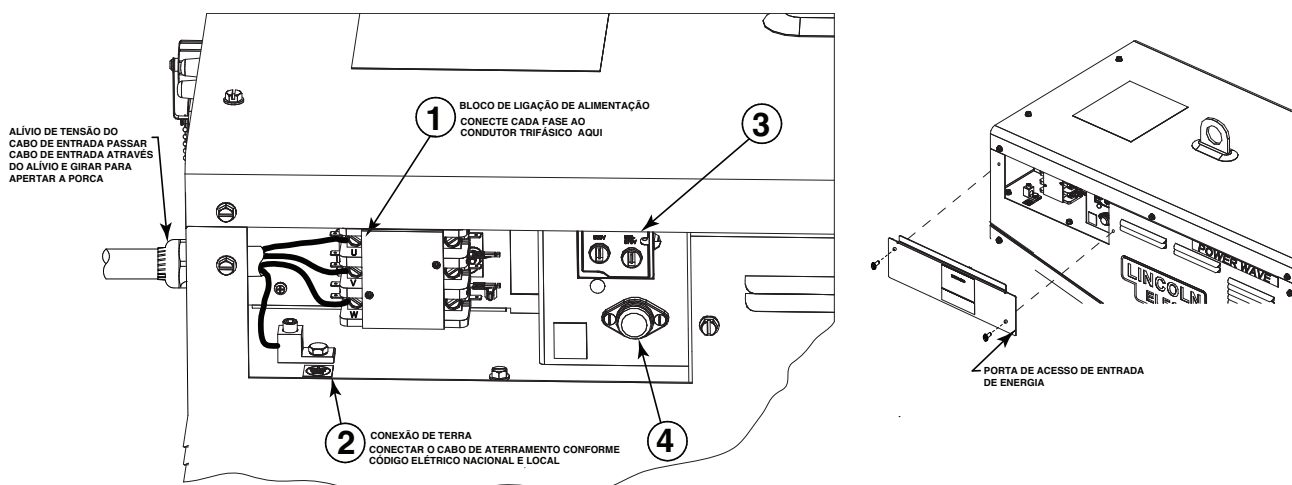 ALÍVIO DE TENSÃO DO
CABO DE ENTRADA PASSAR
CABO DE ENTRADA ATRAVÉS
DO ALÍVIO E GIRAR PARA
APERTAR A PORCA
1
BLOCO DE LIGAÇÃO DE ALIMENTAÇÃO
CONECTE CADA FASE AO
CONDUTOR TRIFÁSICO AQUI
3
U
V
W
2
CONEXÃO DE TERRA
CONECTAR O CABO DE ATERRAMENTO CONFORME
CÓDIGO ELÉTRICO NACIONAL E LOCAL
4
POWER WAVE
LINCOLN
PORTA DE ACESSO DE ENTRADA
DE ENERGIA